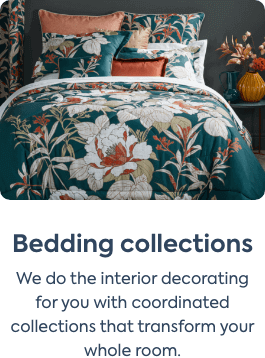 Bedding collections
We do the interior decorating
for you with coordinated
collections that transform your
whole room.